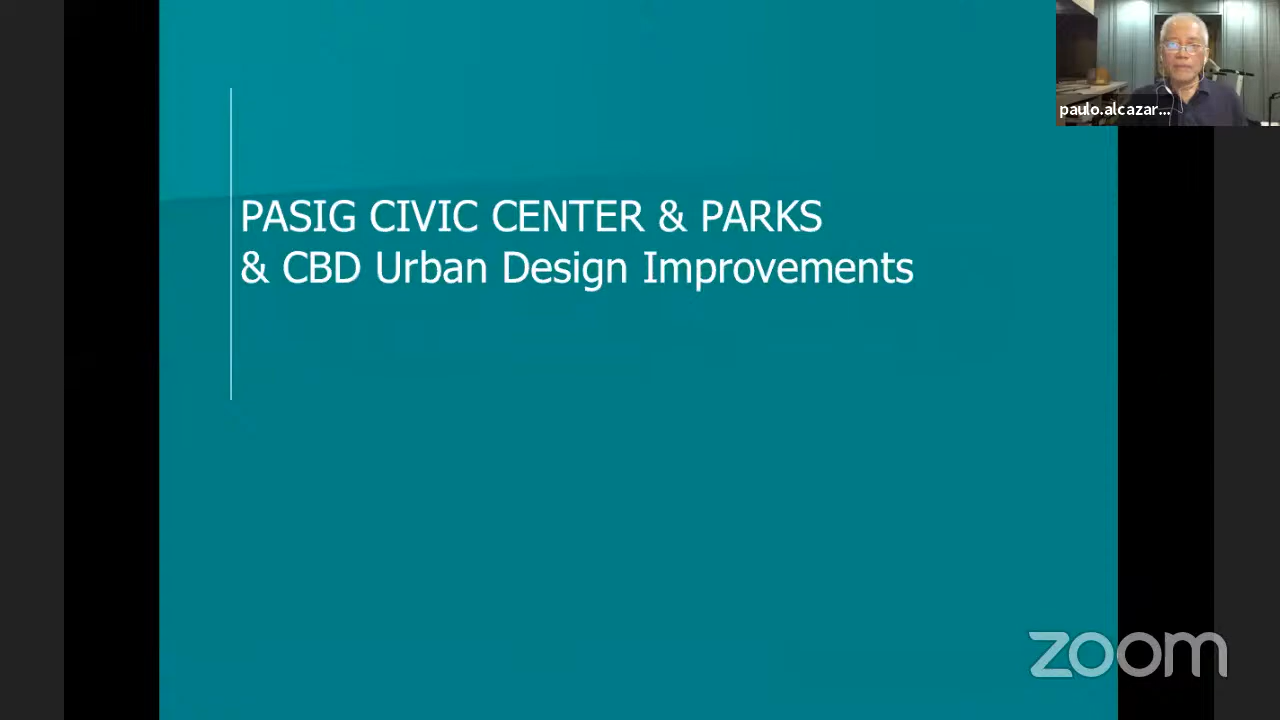 paulo.alcazar...
PASIG CIVIC CENTER & PARKS
& CBD Urban Design Improvements
zoom